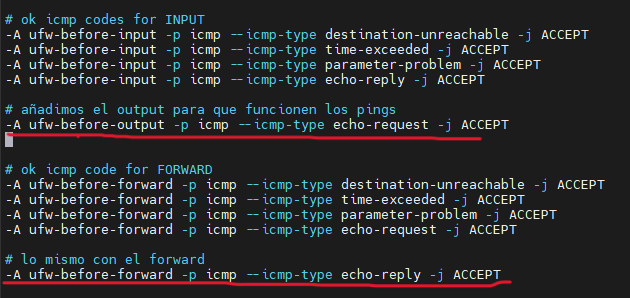 # ok icmp codes for INPUT
-A ufw-before-input -p icmp --icmp-type destination-unreachable -j ACCEPT
-A ufw-before-input -p icmp --icmp-type time-exceeded -j ACCEPT
-A ufw-before-input -p icmp --icmp-type parameter-problem -j ACCEPT
-A ufw-before-input -p icmp --icmp-type echo-reply -j ACCEPT
# añadimos el output para que funcionen los pings
-A ufw-before-output -p icmp --icmp-type echo-request -j ACCEPT
# ok icmp code for FORWARD
-A ufw-before-forward -p icmp --icmp-type destination-unreachable -j ACCEPT
-A ufw-before-forward -p icmp --icmp-type time-exceeded -j ACCEPT
-A ufw-before-forward -p icmp --icmp-type parameter-problem -j ACCEPT
-A ufw-before-forward -p icmp --icmp-type echo-request -j ACCEPT
# lo mismo con el forward
-A ufw-before-forward -p icmp --icmp-type echo-reply -j ACCEPT